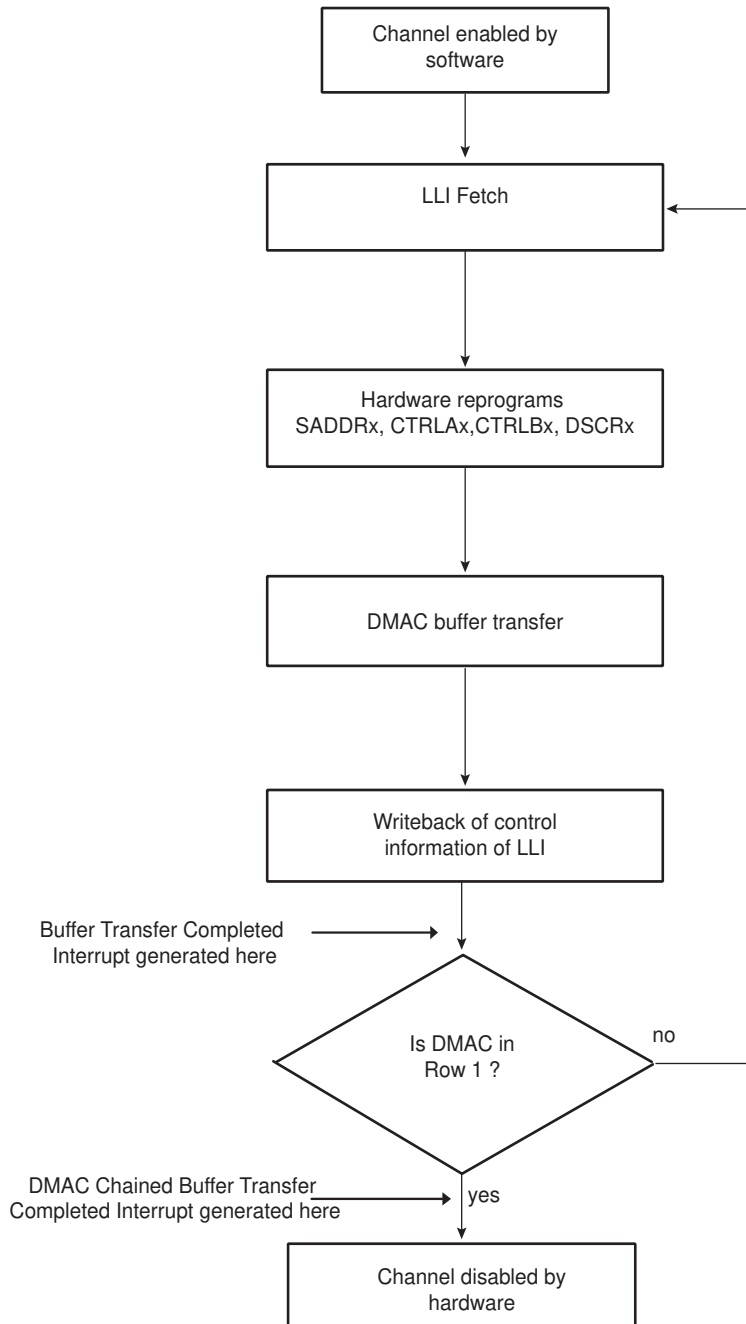 Channel enabled by
software
LLI Fetch
Hardware reprograms
SADDRx, CTRLAx,CTRLBx, DSCRx
DMAC buffer transfer
Writeback of control
information of LLI
Buffer Transfer Completed
Interrupt generated here
Is DMAC in
Row 1 ?
no
DMAC Chained Buffer Transfer
Completed Interrupt generated here
yes
Channel disabled by
hardware